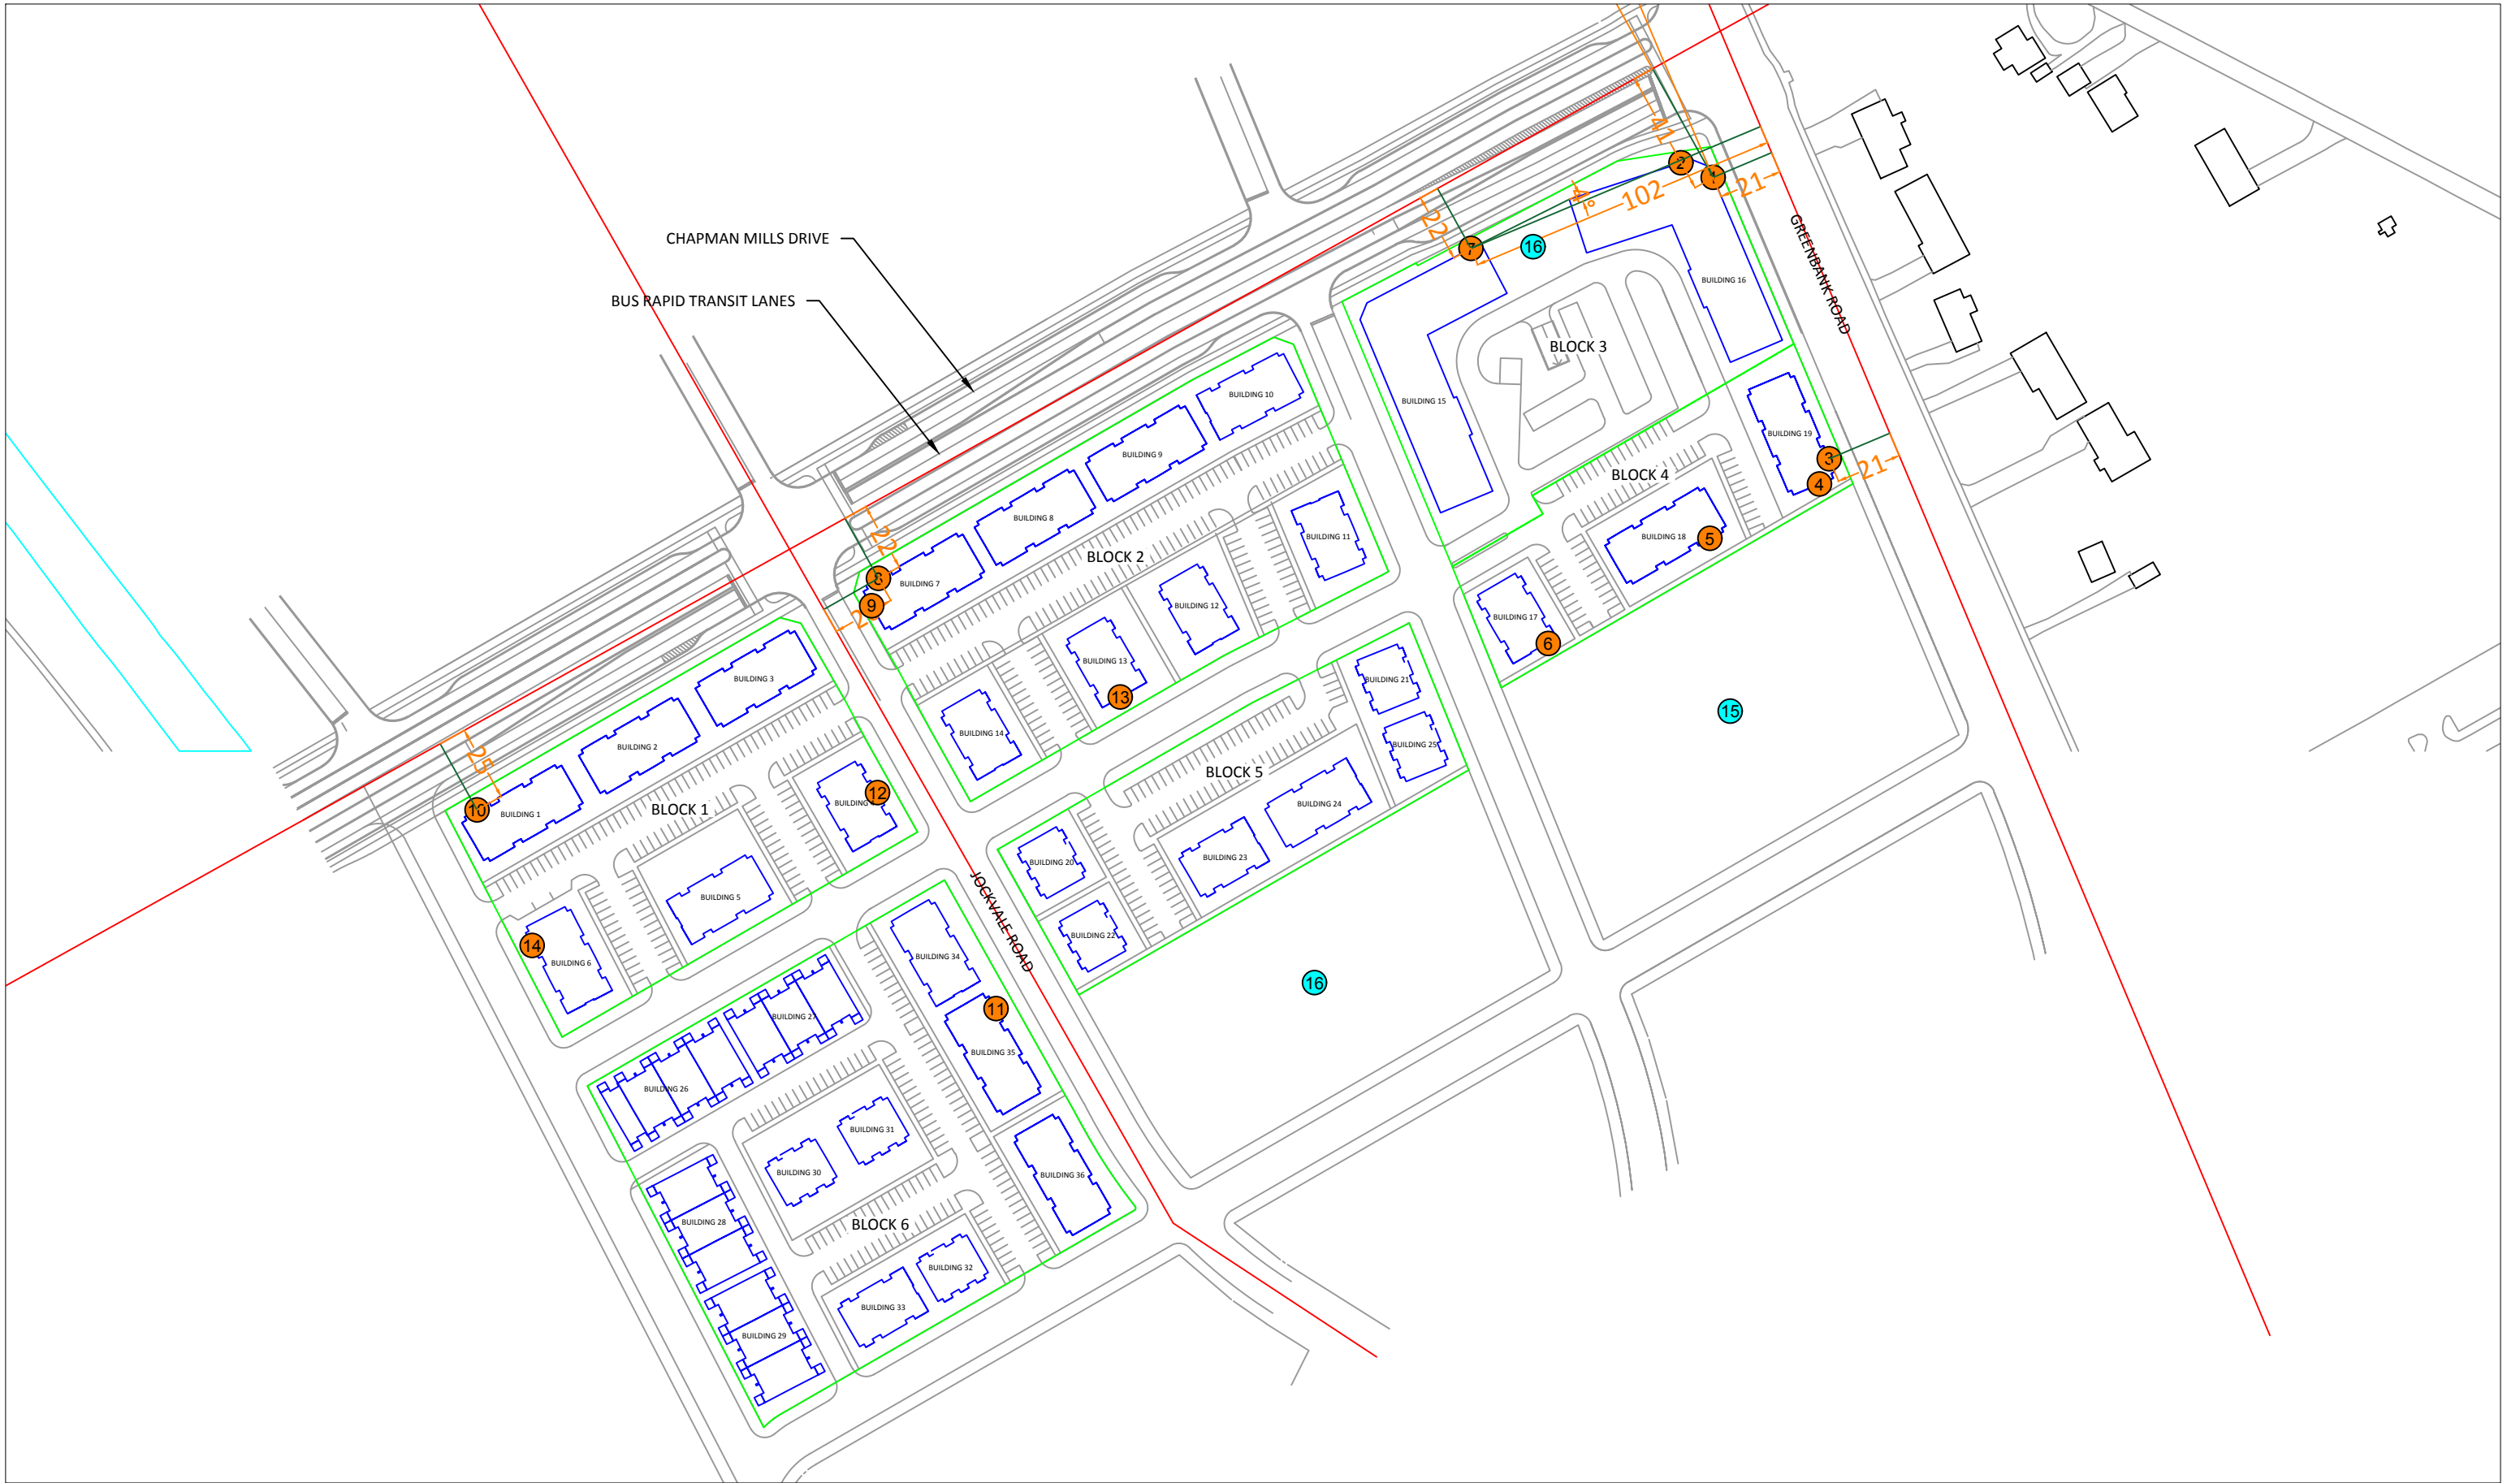 41
2
1
21
102
4°
CHAPMAN MILLS DRIVE
22
7
16
GREENBANK ROAD
BUILDING 16
BUS RAPID TRANSIT LANES
BLOCK 3
BUILDING 10
BUILDING 15
BUILDING 19
BUILDING 9
3
21
BLOCK 4
4
BUILDING 8
22
BUILDING 11
BUILDING 18
5
BLOCK 2
8
BUILDING 7
9
BUILDING 12
BUILDING 17
6
BUILDING 13
13
BUILDING 3
BUILDING 21
15
BUILDING 14
BUILDING 2
BUILDING 25
25
BLOCK 5
12
BUILDING
10
BUILDING 1
BLOCK 1
BUILDING 24
BUILDING 23
BUILDING 20
BUILDING 5
JOCKVALE ROAD
BUILDING 22
14
BUILDING 6
BUILDING 34
16
11
BUILDING 27
BUILDING 35
BUILDING 26
BUILDING 31
BUILDING 30
BUILDING 36
BUILDING 28
BLOCK 6
BUILDING 32
BUILDING 33
BUILDING 29